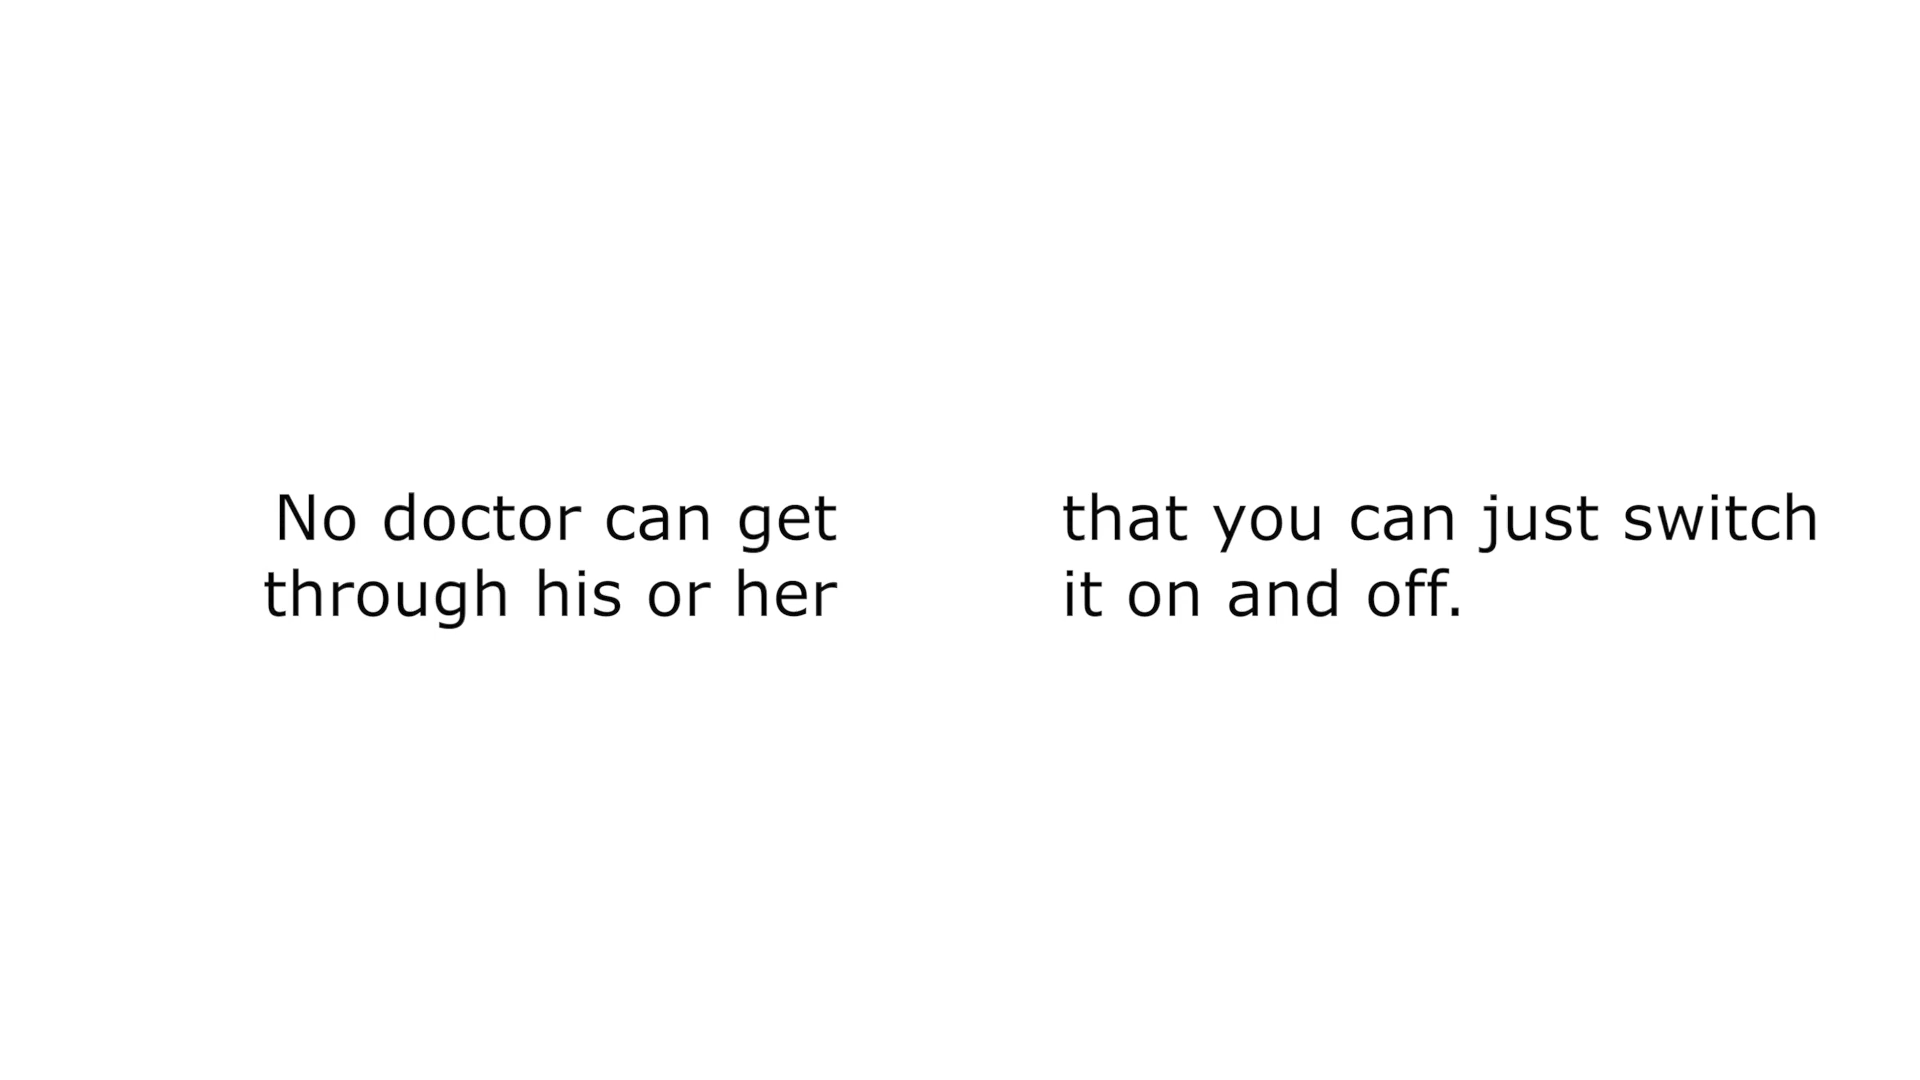 No doctor can get
through his or her
that you can just switch
it on and off.